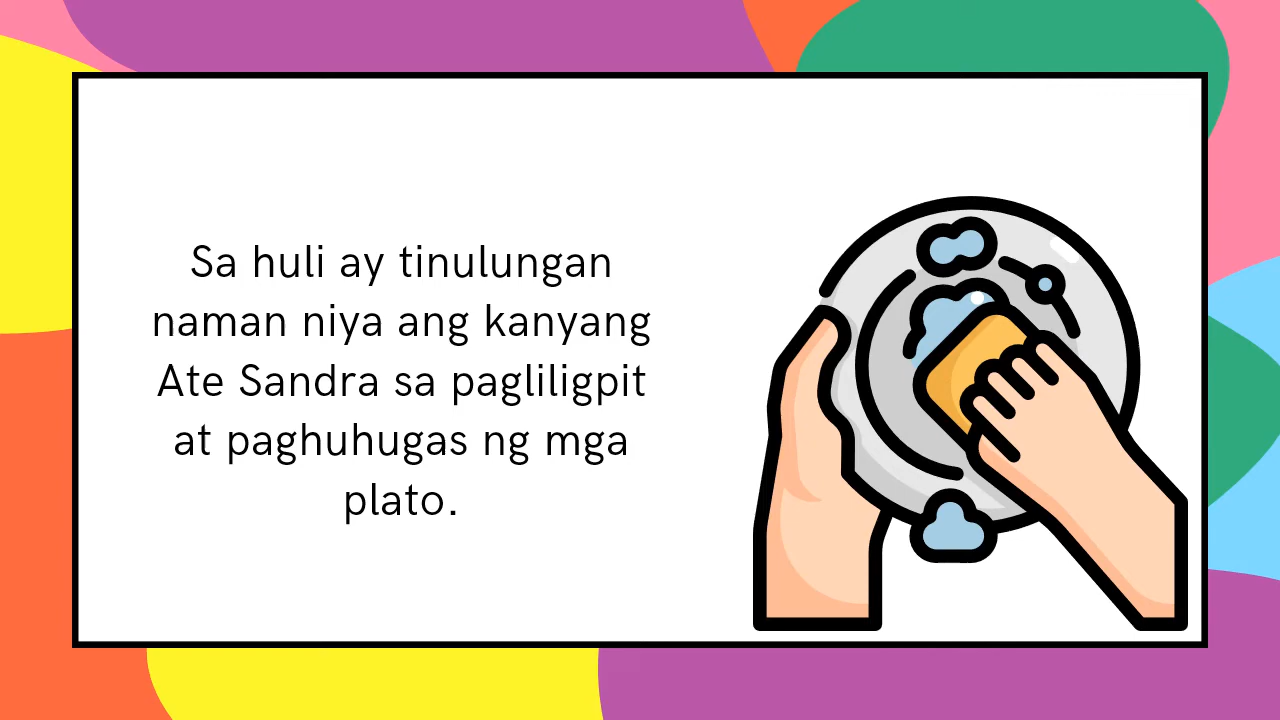 Sa huli ay tinulungan
naman niya ang kanyang
Ate Sandra sa pagliligpit
at paghuhugas ng mga
plato.